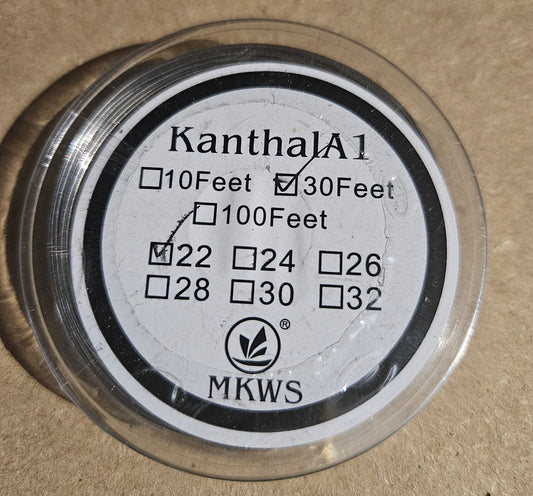 KanthalA1
☐10Feet ☑30Feet
☐100Feet
☑22 ☐24 ☐26
☐28 ☐30 ☐32
®
MKWS